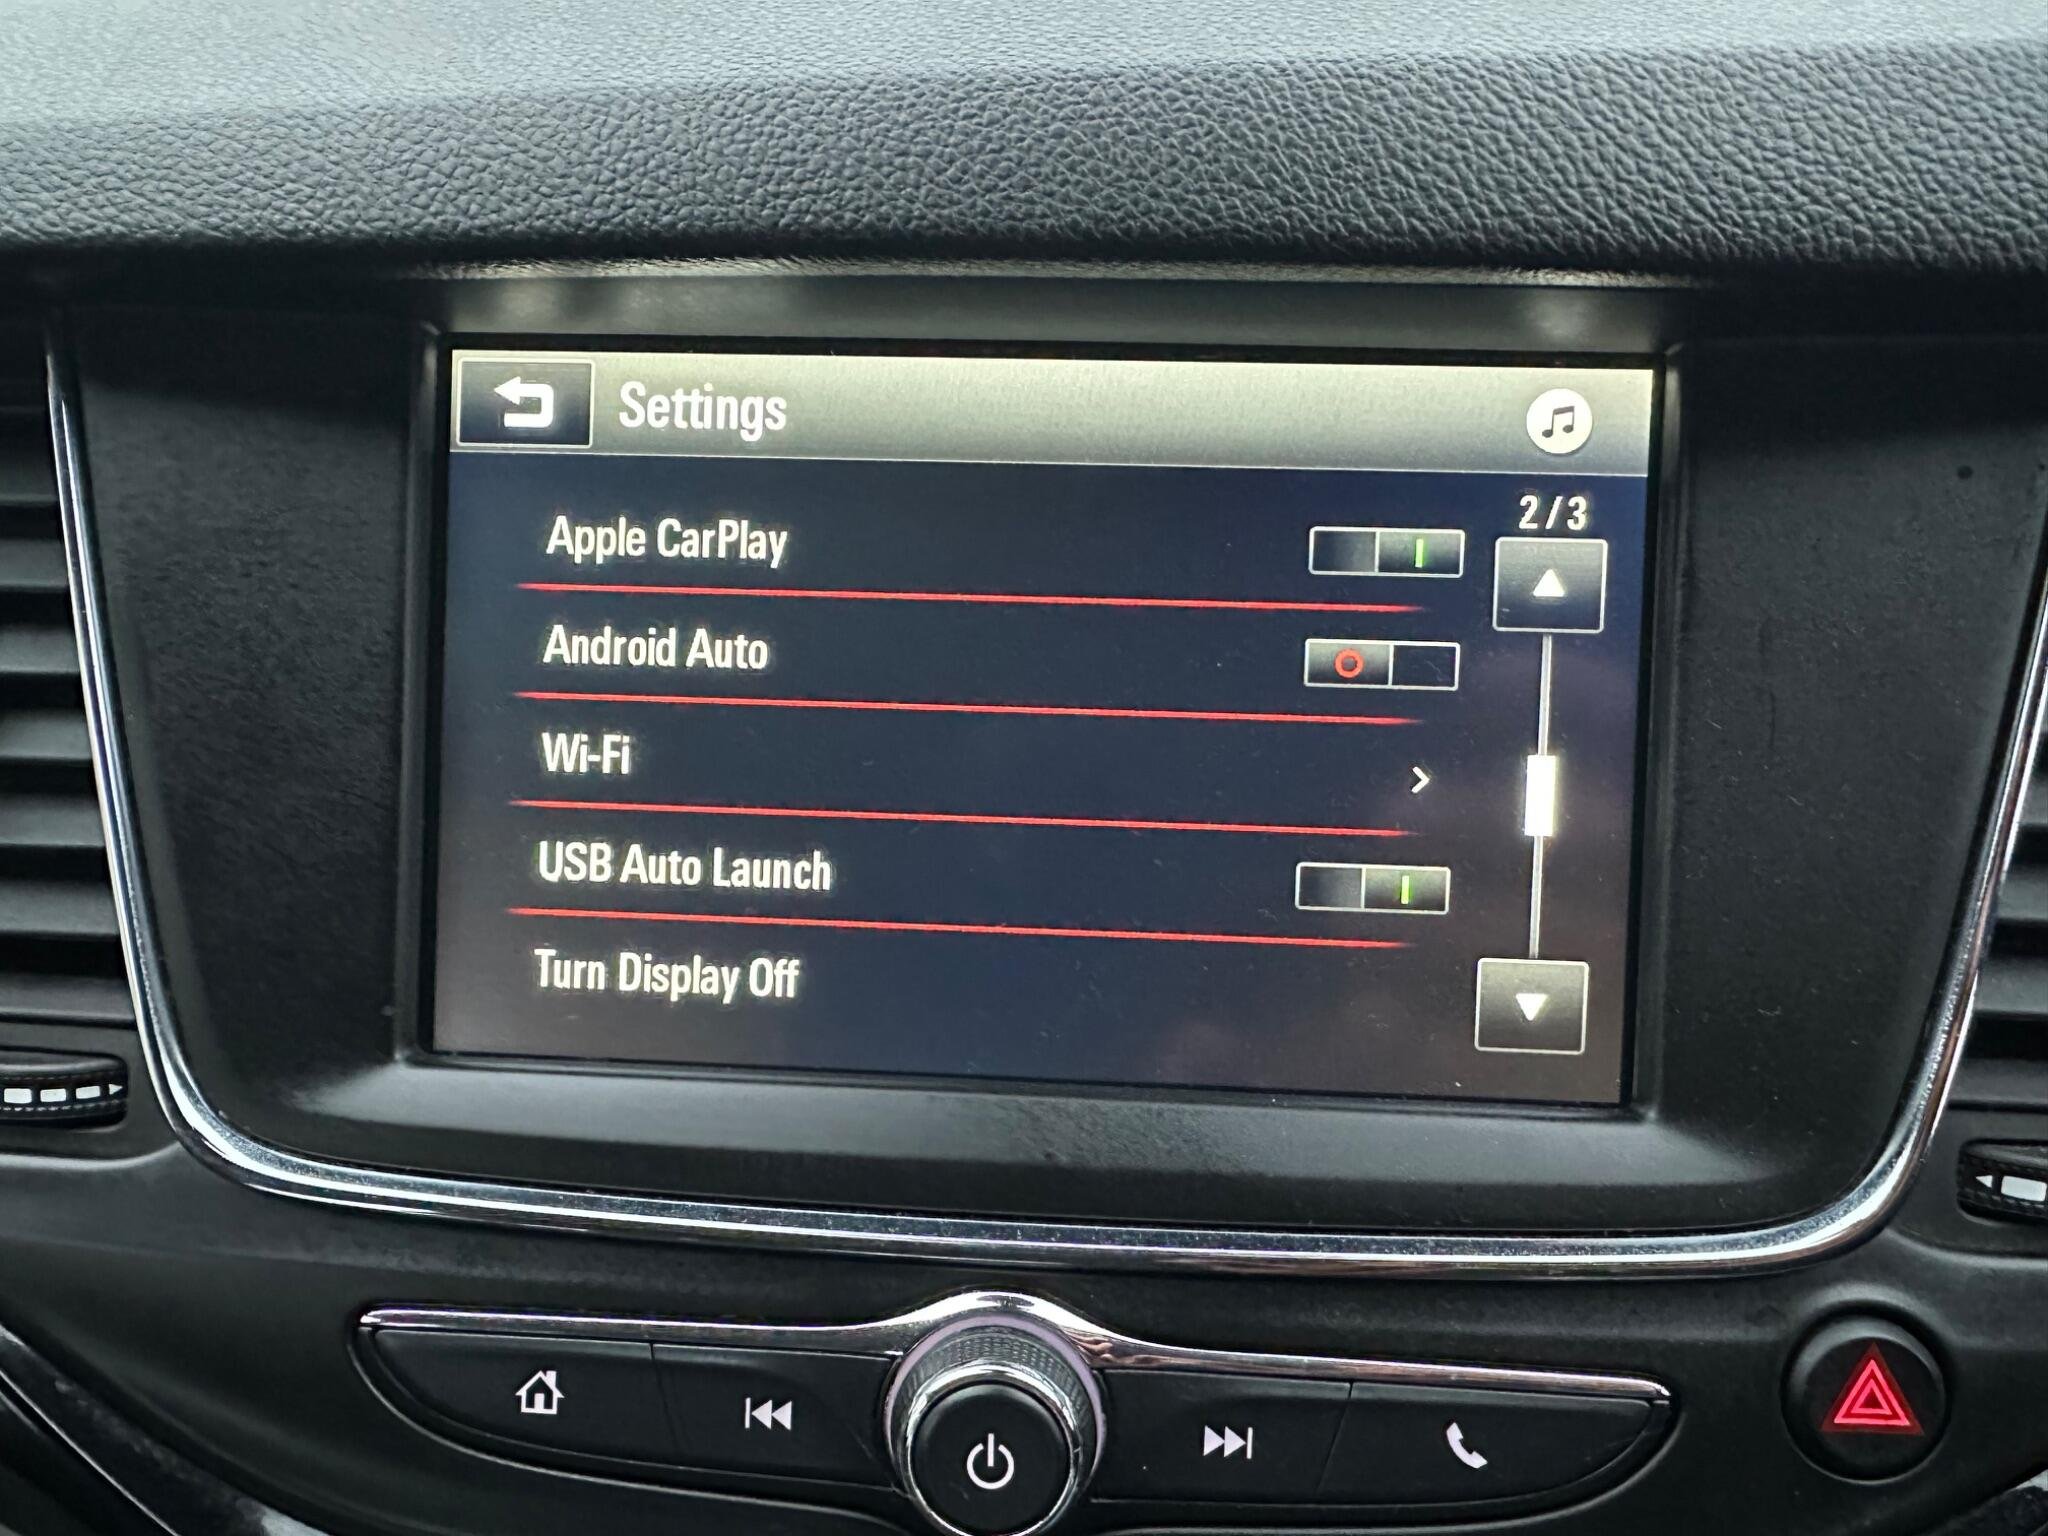 Settings
2/3
Apple CarPlay
Android Auto
Wi-Fi
USB Auto Launch
Turn Display Off